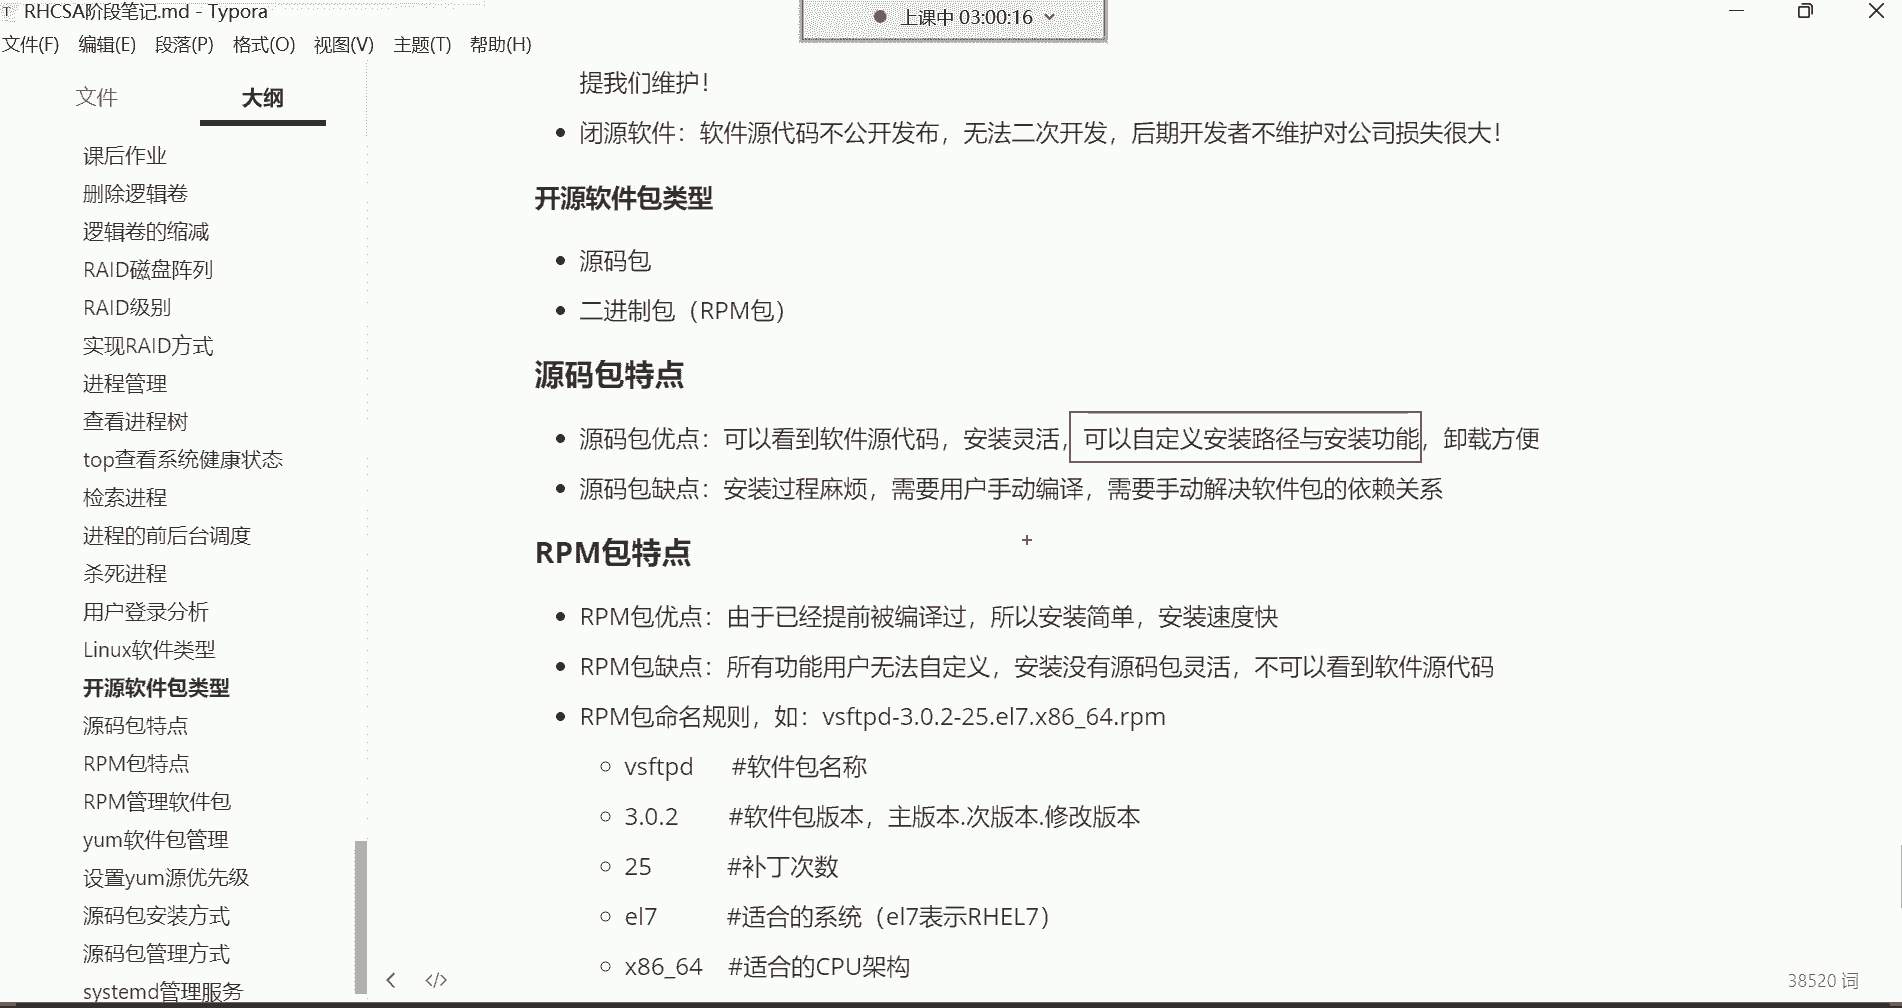 RHCSA阶段笔记.md - Typora
上课中 03:00:16
文件(F) 编辑(E) 段落(P) 格式(O) 视图(V) 主题(T) 帮助(H)
文件 大纲
课后作业
删除逻辑卷
逻辑卷的缩减
RAID磁盘阵列
RAID级别
实现RAID方式
进程管理
查看进程树
top查看系统健康状态
检索进程
进程的前后台调度
杀死进程
用户登录分析
Linux软件类型
开源软件包类型
源码包特点
RPM包特点
RPM管理软件包
yum软件包管理
设置yum源优先级
源码包安装方式
源码包管理方式
systemd管理服务
提我们维护！
闭源软件：软件源代码不公开发布，无法二次开发，后期开发者不维护对公司损失很大！
开源软件包类型
源码包
二进制包（RPM包）
源码包特点
源码包优点：可以看到软件源代码，安装灵活，可以自定义安装路径与安装功能，卸载方便
源码包缺点：安装过程麻烦，需要用户手动编译，需要手动解决软件包的依赖关系
RPM包特点
RPM包优点：由于已经提前被编译过，所以安装简单，安装速度快
RPM包缺点：所有功能用户无法自定义，安装没有源码包灵活，不可以看到软件源代码
RPM包命名规则，如：vsftpd-3.0.2-25.el7.x86_64.rpm
vsftpd #软件包名称
3.0.2 #软件包版本，主版本.次版本.修改版本
25 #补丁次数
el7 #适合的系统（el7表示RHEL7）
x86_64 #适合的CPU架构
38520 词